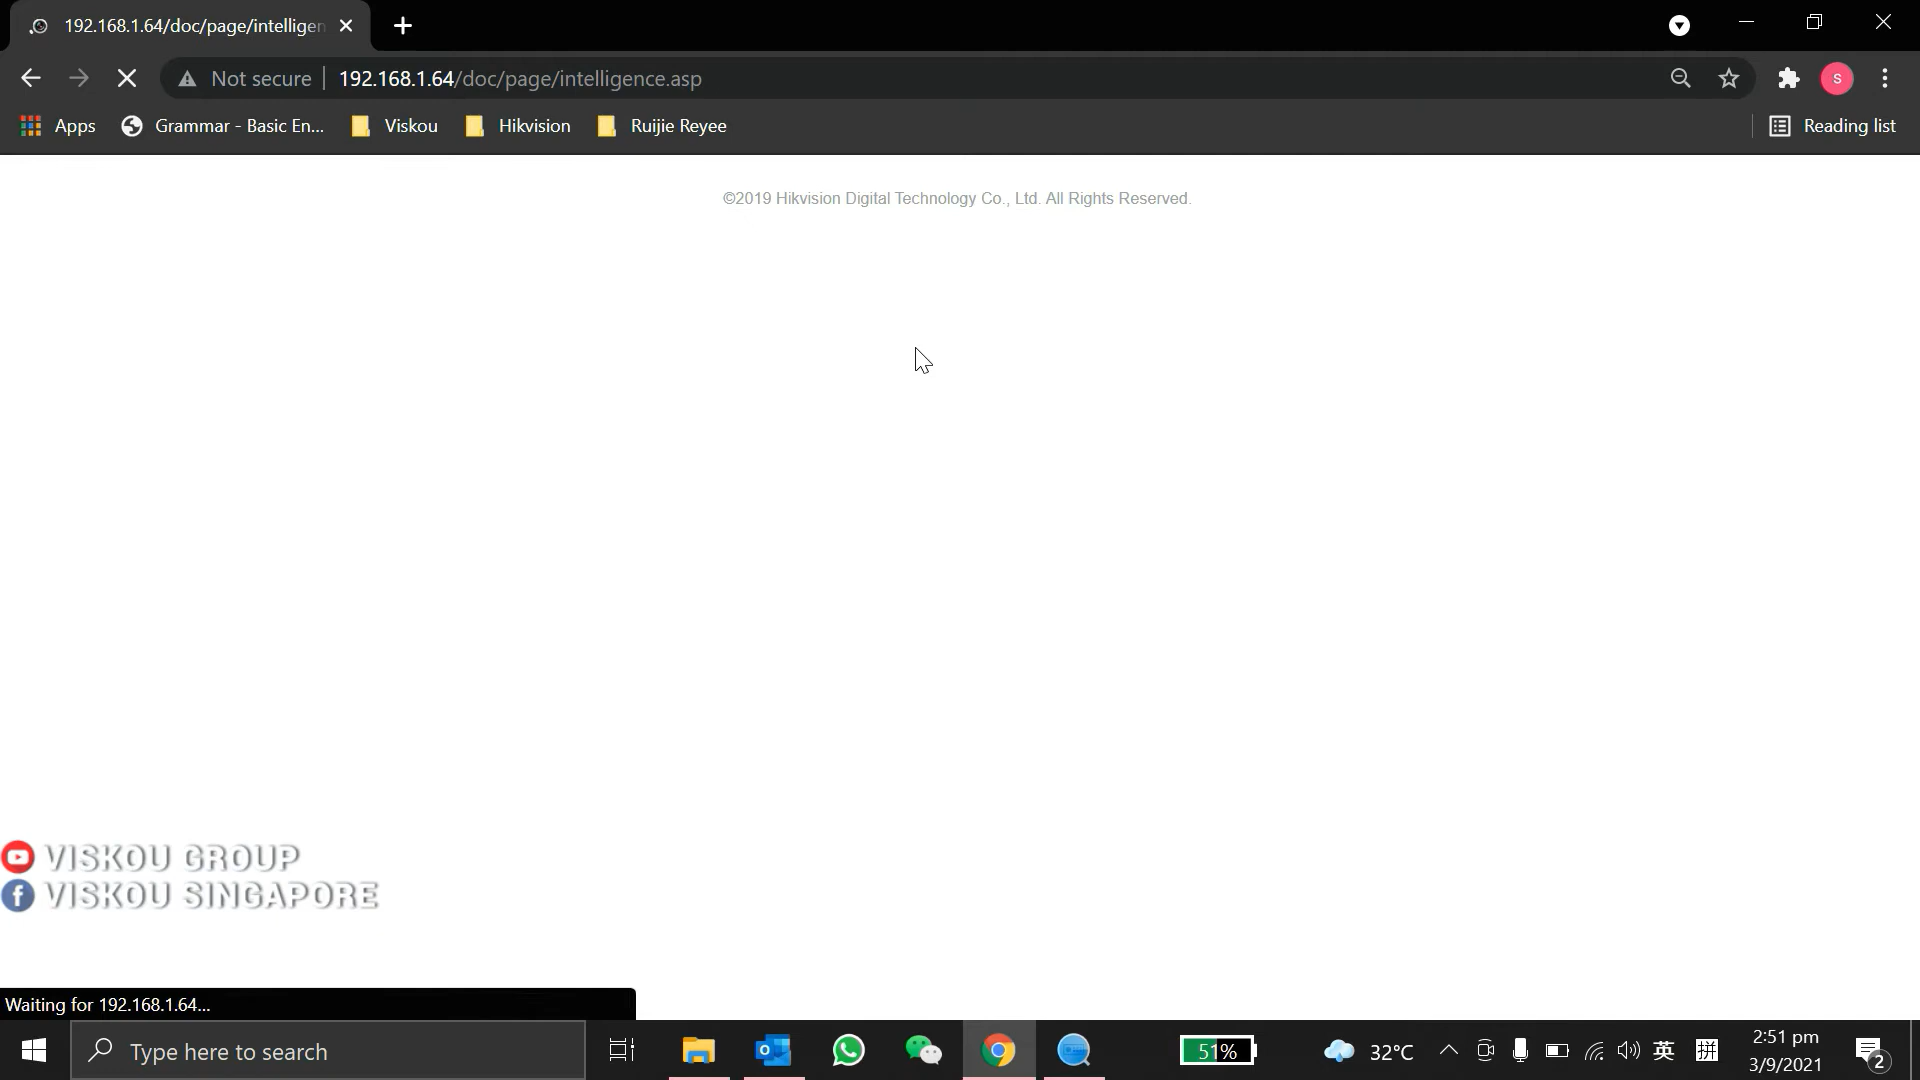 192.168.1.64/doc/page/intelligen
Not secure
192.168.1.64/doc/page/intelligence.asp
S
Apps
Grammar - Basic En...
Viskou
Hikvision
Ruijie Reyee
Reading list
©2019 Hikvision Digital Technology Co., Ltd. All Rights Reserved.
VISKOU GROUP
f VISKOU SINGAPORE
Waiting for 192.168.1.64...
Type here to search
51%
32°C
英
拼
2:51 pm
3/9/2021
2